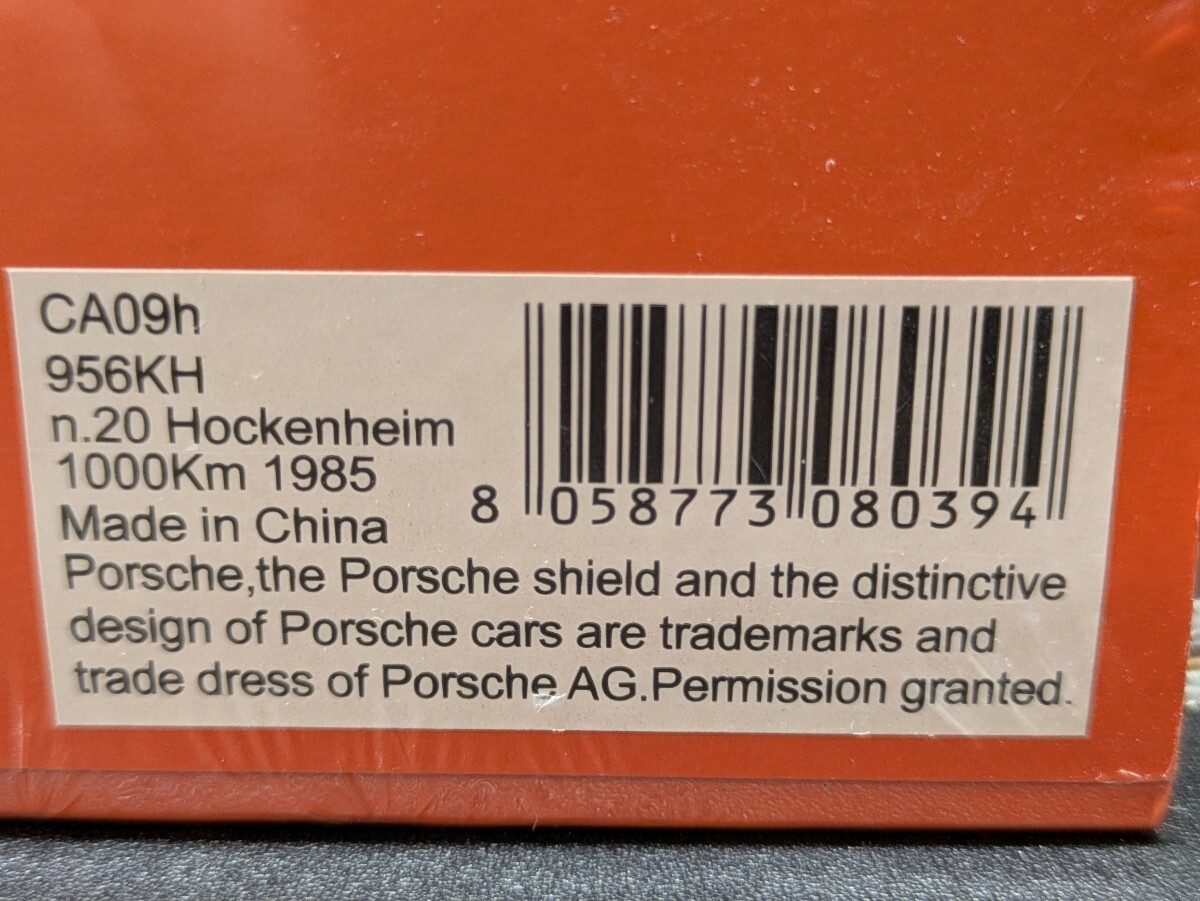 CA09h
956KH
n.20 Hockenheim
1000Km 1985
Made in China
8 058773 080394
Porsche,the Porsche shield and the distinctive
design of Porsche cars are trademarks and
trade dress of Porsche AG.Permission granted.